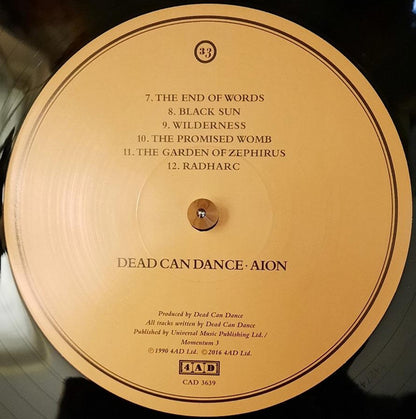 33
7. THE END OF WORDS
8. BLACK SUN
9. WILDERNESS
10. THE PROMISED WOMB
11. THE GARDEN OF ZEPHIRUS
12. RADHARC
DEAD CAN DANCE · AION
Produced by Dead Can Dance
All tracks written by Dead Can Dance
Published by Universal Music Publishing Ltd. /
Momentum 3
℗ 1990 4AD Ltd. © 2016 4AD Ltd.
4AD
CAD 3639